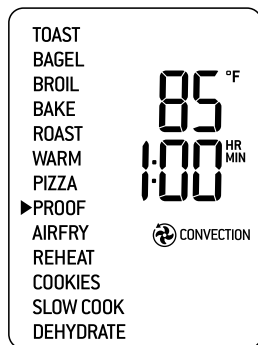 TOAST
BAGEL
BROIL
BAKE
ROAST
WARM
PIZZA
▶PROOF
AIRFRY
REHEAT
COOKIES
SLOW COOK
DEHYDRATE
85 °F
1:00 HR MIN
CONVECTION